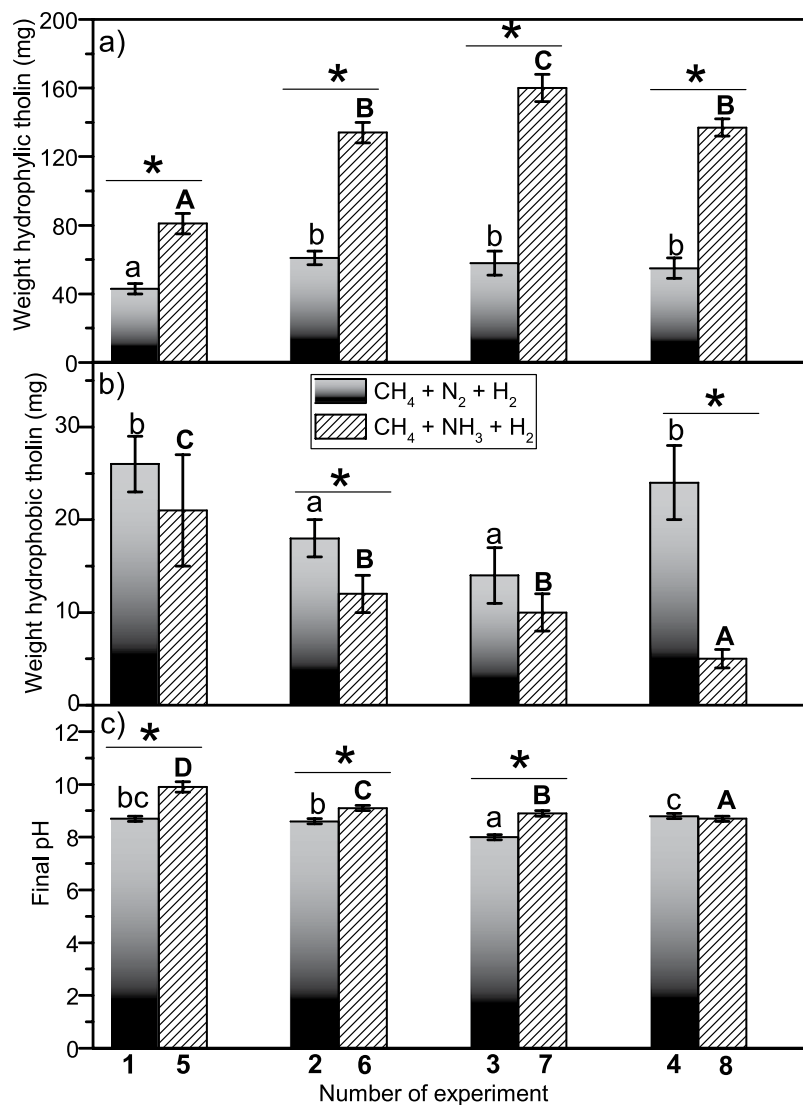 a)
Weight hydrophylic tholin (mg)
200
160
120
80
40
0
* * * *
a A b B b C b B
b)
Weight hydrophobic tholin (mg)
30
20
10
0
CH₄ + N₂ + H₂
CH₄ + NH₃ + H₂
* *
b C a B a B b A
c)
Final pH
12
10
8
6
4
2
0
* * *
bc D b C a B c A
1 5 2 6 3 7 4 8
Number of experiment